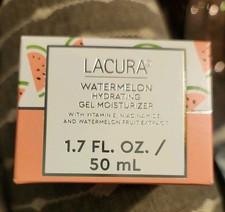 LACURA
WATERMELON
HYDRATING
GEL MOISTURIZER
WITH VITAMIN E, NIACINAMIDE,
AND WATERMELON FRUIT EXTRACT
1.7 FL. OZ. /
50 mL